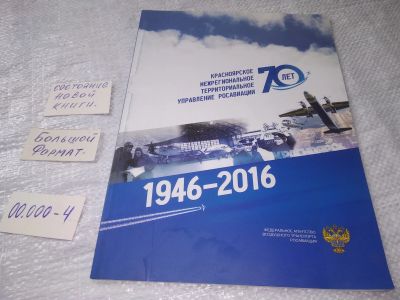 СОСТОЯНИЕ
НОВОЙ
КНИГИ.
БОЛЬШОЙ
ФОРМАТ.
00.000-4
КРАСНОЯРСКОЕ
МЕЖРЕГИОНАЛЬНОЕ
ТЕРРИТОРИАЛЬНОЕ
УПРАВЛЕНИЕ РОСАВИАЦИИ
70 ЛЕТ
1946–2016
ФЕДЕРАЛЬНОЕ АГЕНТСТВО
ВОЗДУШНОГО ТРАНСПОРТА
РОСАВИАЦИЯ